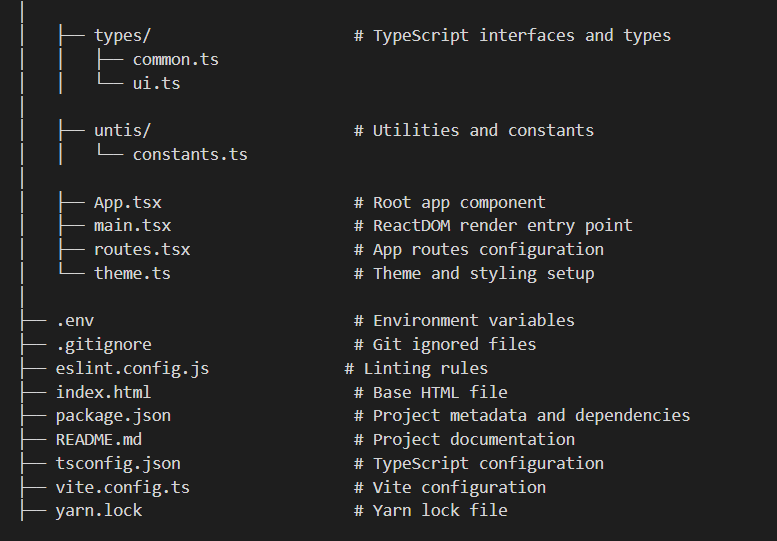 │
│   ├── types/                     # TypeScript interfaces and types
│   │   ├── common.ts
│   │   └── ui.ts
│
│   ├── untis/                     # Utilities and constants
│   │   └── constants.ts
│
│   ├── App.tsx                    # Root app component
│   ├── main.tsx                   # ReactDOM render entry point
│   ├── routes.tsx                 # App routes configuration
│   └── theme.ts                   # Theme and styling setup
│
├── .env                           # Environment variables
├── .gitignore                     # Git ignored files
├── eslint.config.js              # Linting rules
├── index.html                     # Base HTML file
├── package.json                   # Project metadata and dependencies
├── README.md                      # Project documentation
├── tsconfig.json                  # TypeScript configuration
├── vite.config.ts                 # Vite configuration
├── yarn.lock                      # Yarn lock file